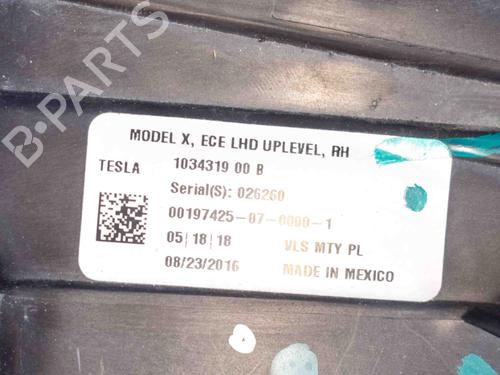 B-PARTS
MODEL X, ECE LHD UPLEVEL, RH
TESLA 1034319 00 B
Serial(S): 026260
00197425-07-0000-1
05|18|18 VLS MTY PL
08/23/2016 MADE IN MEXICO